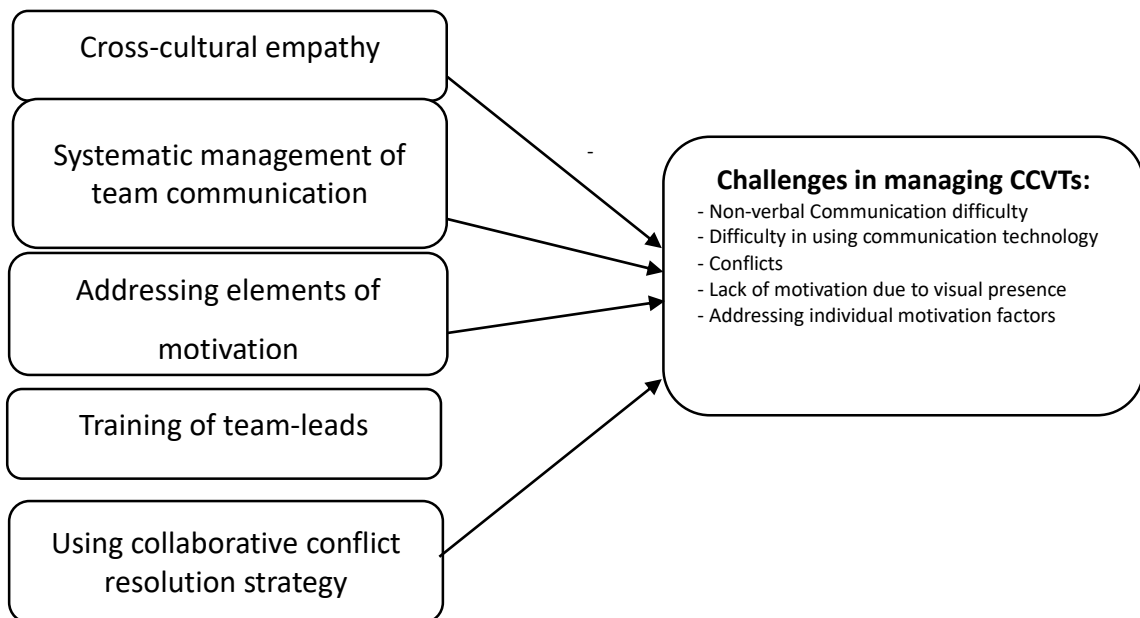 Cross-cultural empathy
Systematic management of
team communication
Addressing elements of
motivation
Training of team-leads
Using collaborative conflict
resolution strategy
-
Challenges in managing CCVTs:
- Non-verbal Communication difficulty
- Difficulty in using communication technology
- Conflicts
- Lack of motivation due to visual presence
- Addressing individual motivation factors